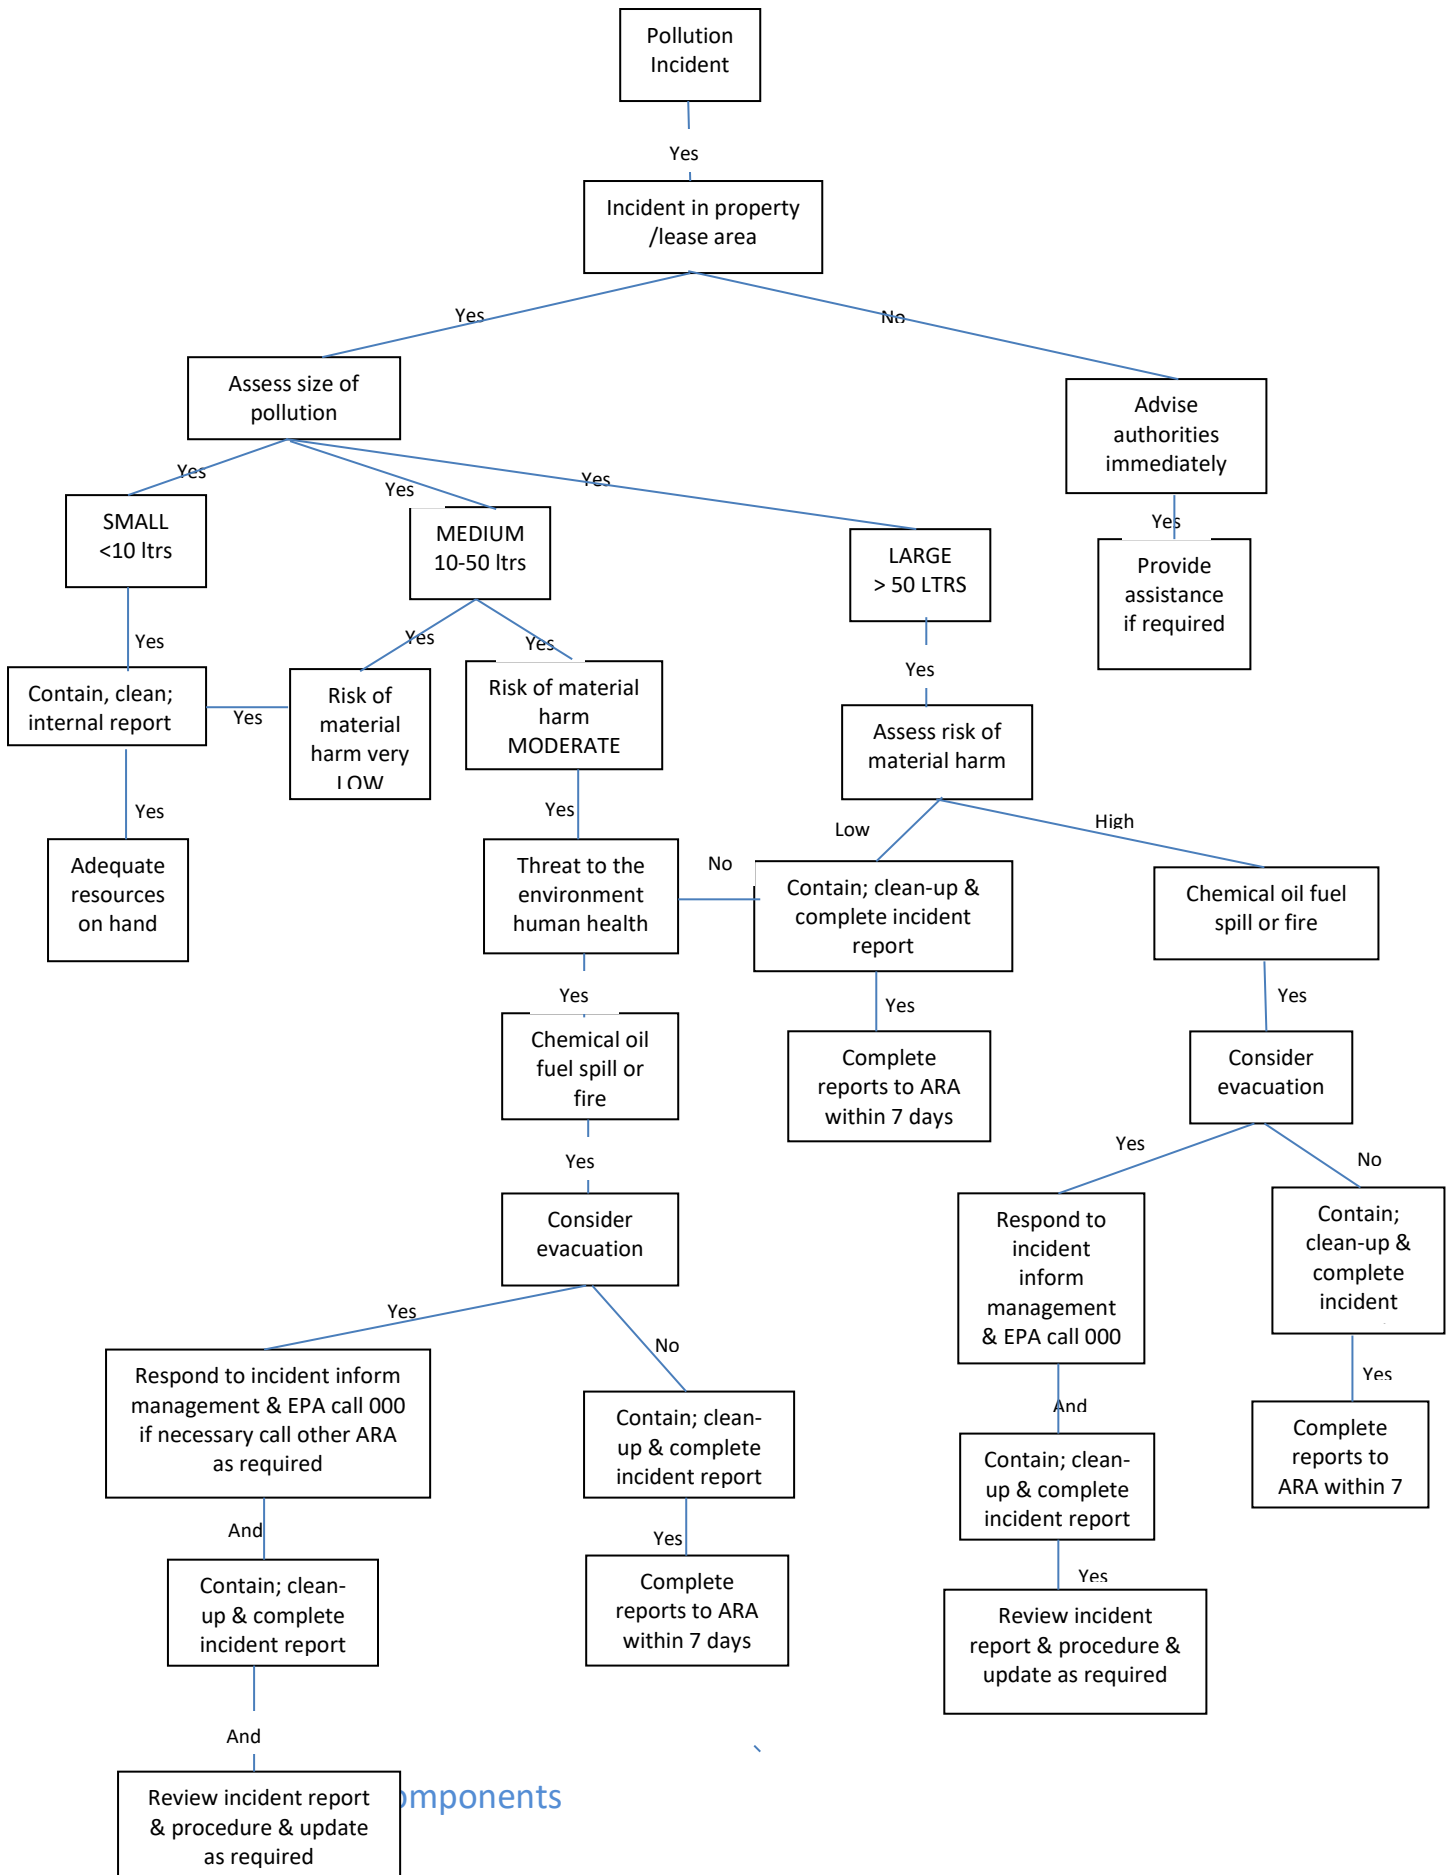 Pollution
Incident
Yes
Incident in property
/lease area
Yes
No
Assess size of
pollution
Advise
authorities
immediately
Yes
Yes
Yes
Yes
SMALL
<10 ltrs
MEDIUM
10-50 ltrs
LARGE
> 50 LTRS
Provide
assistance
if required
Yes
Yes
Yes
Yes
Contain, clean;
internal report
Yes
Risk of
material
harm very
LOW
Risk of material
harm
MODERATE
Assess risk of
material harm
Yes
Yes
Low
High
Adequate
resources
on hand
Threat to the
environment
human health
No
Contain; clean-up &
complete incident
report
Chemical oil fuel
spill or fire
Yes
Yes
Yes
Chemical oil
fuel spill or
fire
Complete
reports to ARA
within 7 days
Consider
evacuation
Yes
Yes
No
Consider
evacuation
Respond to
incident
inform
management
& EPA call 000
Contain;
clean-up &
complete
incident
Yes
No
Yes
Respond to incident inform
management & EPA call 000
if necessary call other ARA
as required
Contain; clean-
up & complete
incident report
And
Contain; clean-
up & complete
incident report
Complete
reports to
ARA within 7
And
Yes
Yes
Contain; clean-
up & complete
incident report
Complete
reports to ARA
within 7 days
Review incident
report & procedure &
update as required
And
Review incident report
& procedure & update
as required
omponents